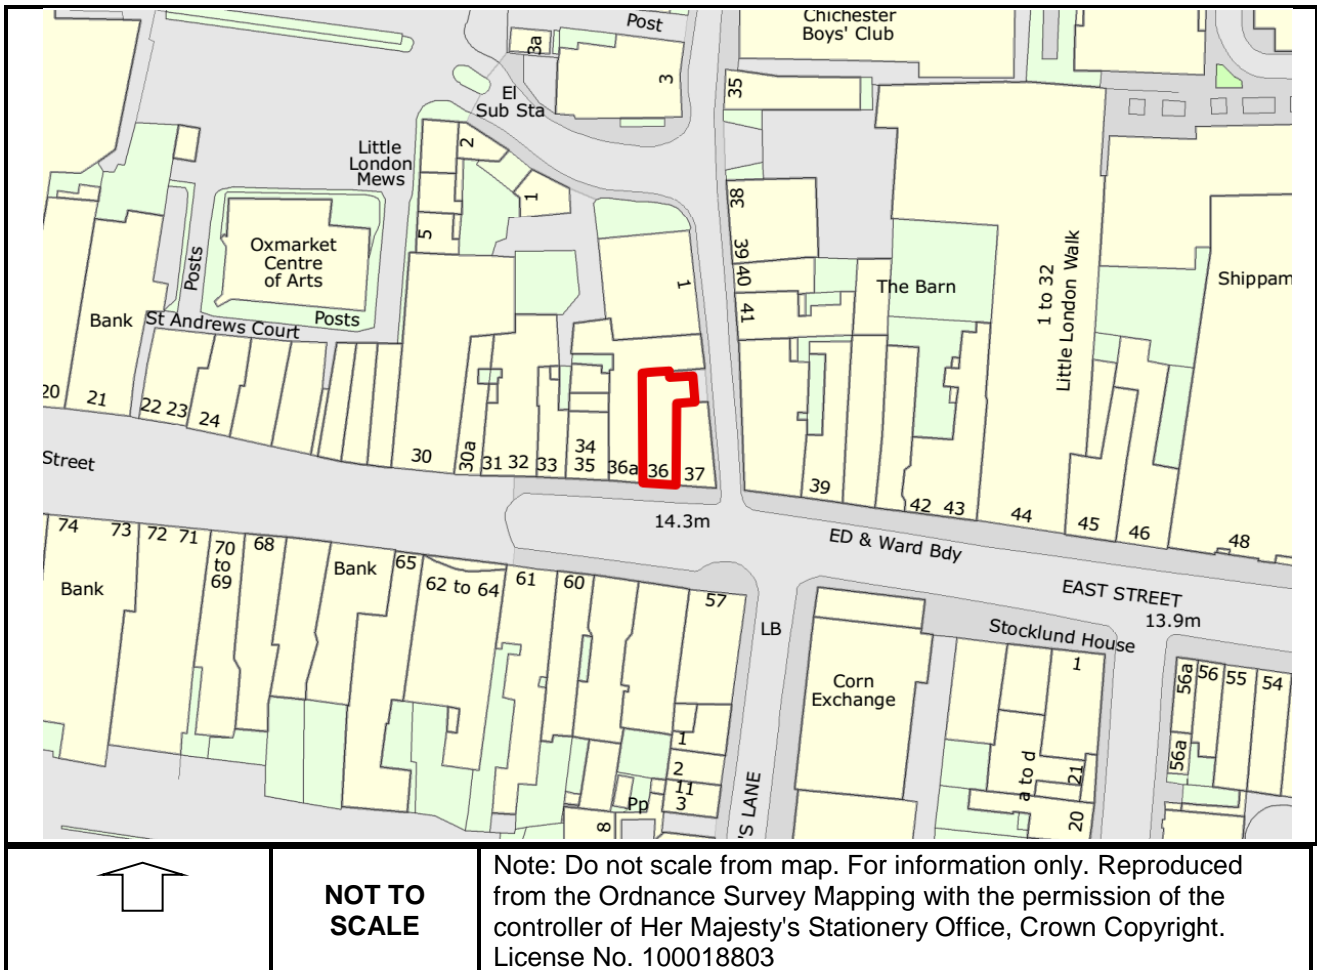 Post
Chichester
Boys' Club
3a
3
35
El
Sub Sta
2
Little
London
Mews
1
5
38
39
40
41
Oxmarket
Centre
of Arts
Posts
Posts
St Andrews Court
Bank
1
The Barn
1 to 32
Little London Walk
Shippam
20
21
22
23
24
30
30a
31
32
33
34
35
36a
36
37
39
42
43
44
45
46
48
Street
14.3m
ED & Ward Bdy
EAST STREET
13.9m
74
73
72
71
70
to
69
68
Bank
Bank
65
62 to 64
61
60
57
LB
Stocklund House
Corn
Exchange
1
56a
56
55
54
56a
1
2
11
3
Pp
8
'S LANE
a to d
21
20
NOT TO
SCALE
Note: Do not scale from map. For information only. Reproduced
from the Ordnance Survey Mapping with the permission of the
controller of Her Majesty's Stationery Office, Crown Copyright.
License No. 100018803